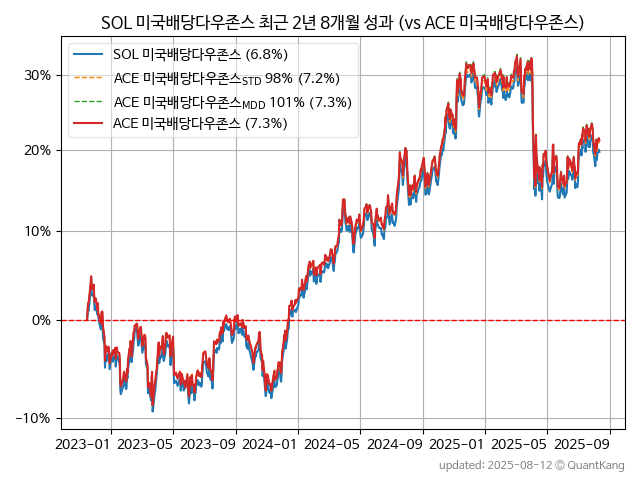 SOL 미국배당다우존스 최근 2년 8개월 성과 (vs ACE 미국배당다우존스)
SOL 미국배당다우존스 (6.8%)
ACE 미국배당다우존스STD 98% (7.2%)
ACE 미국배당다우존스MDD 101% (7.3%)
ACE 미국배당다우존스
(7.3%)
30%
20%
10%
0%
−10%
2023−01 2023−05 2023−09 2024−01 2024−05 2024−09 2025−01 2025−05 2025−09
updated: 2025-08-12 © QuantKang